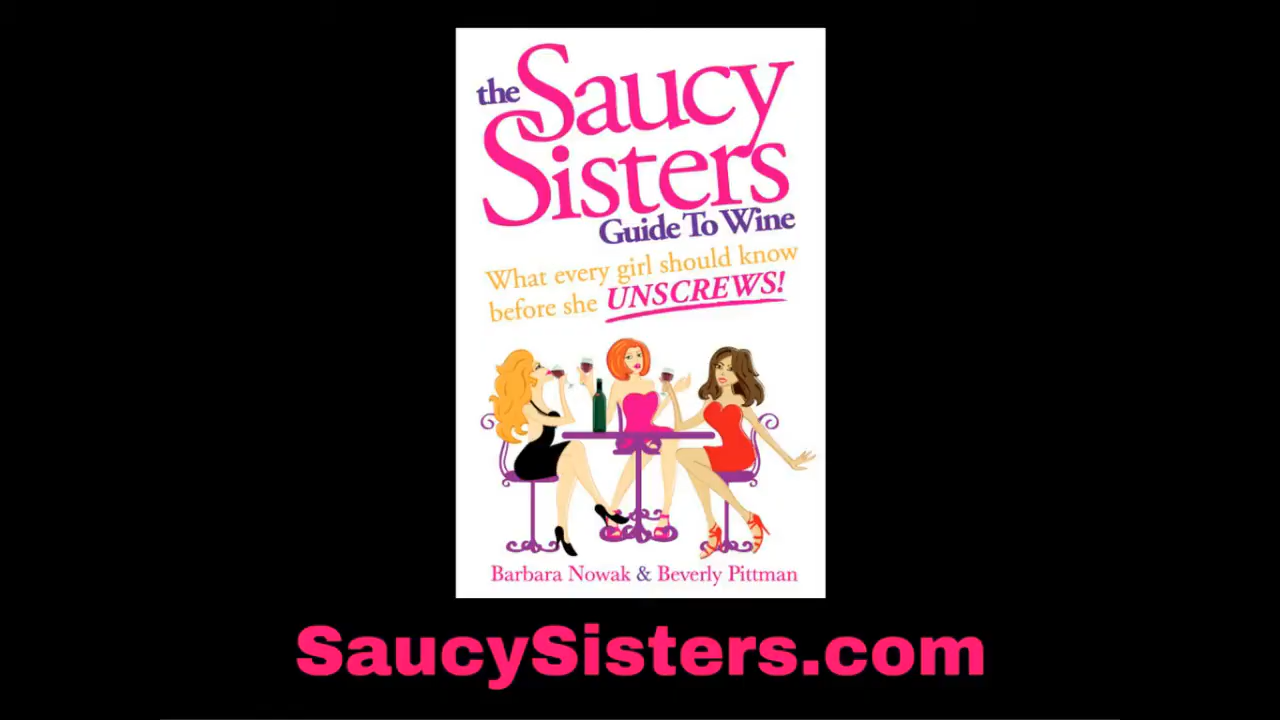 the Saucy
Sisters
Guide To Wine
What every girl should know
before she UNSCREWS!
Barbara Nowak & Beverly Pittman
SaucySisters.com